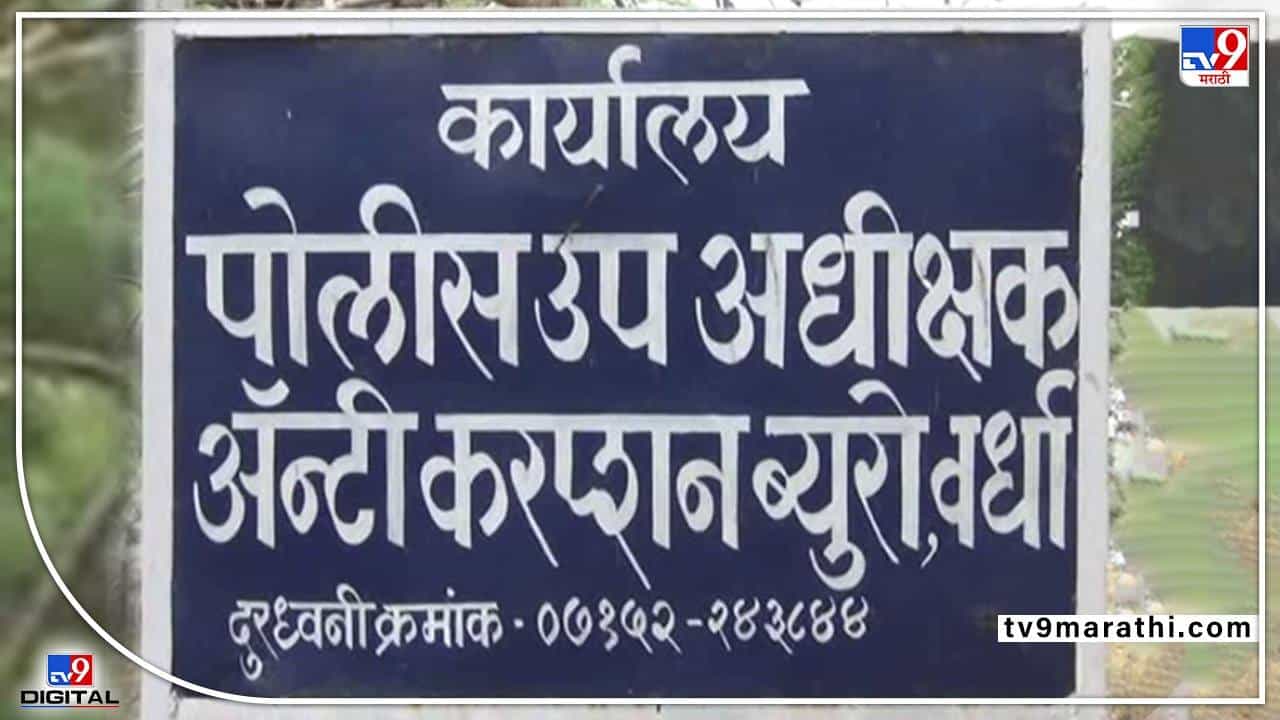 TV9
मराठी
कार्यालय
पोलीस उप अधीक्षक
ॲन्टी करप्शन ब्युरो, वर्धा
दुरध्वनी क्रमांक - ०७१५२ - २४३८४४
tv9marathi.com
TV9
DIGITAL